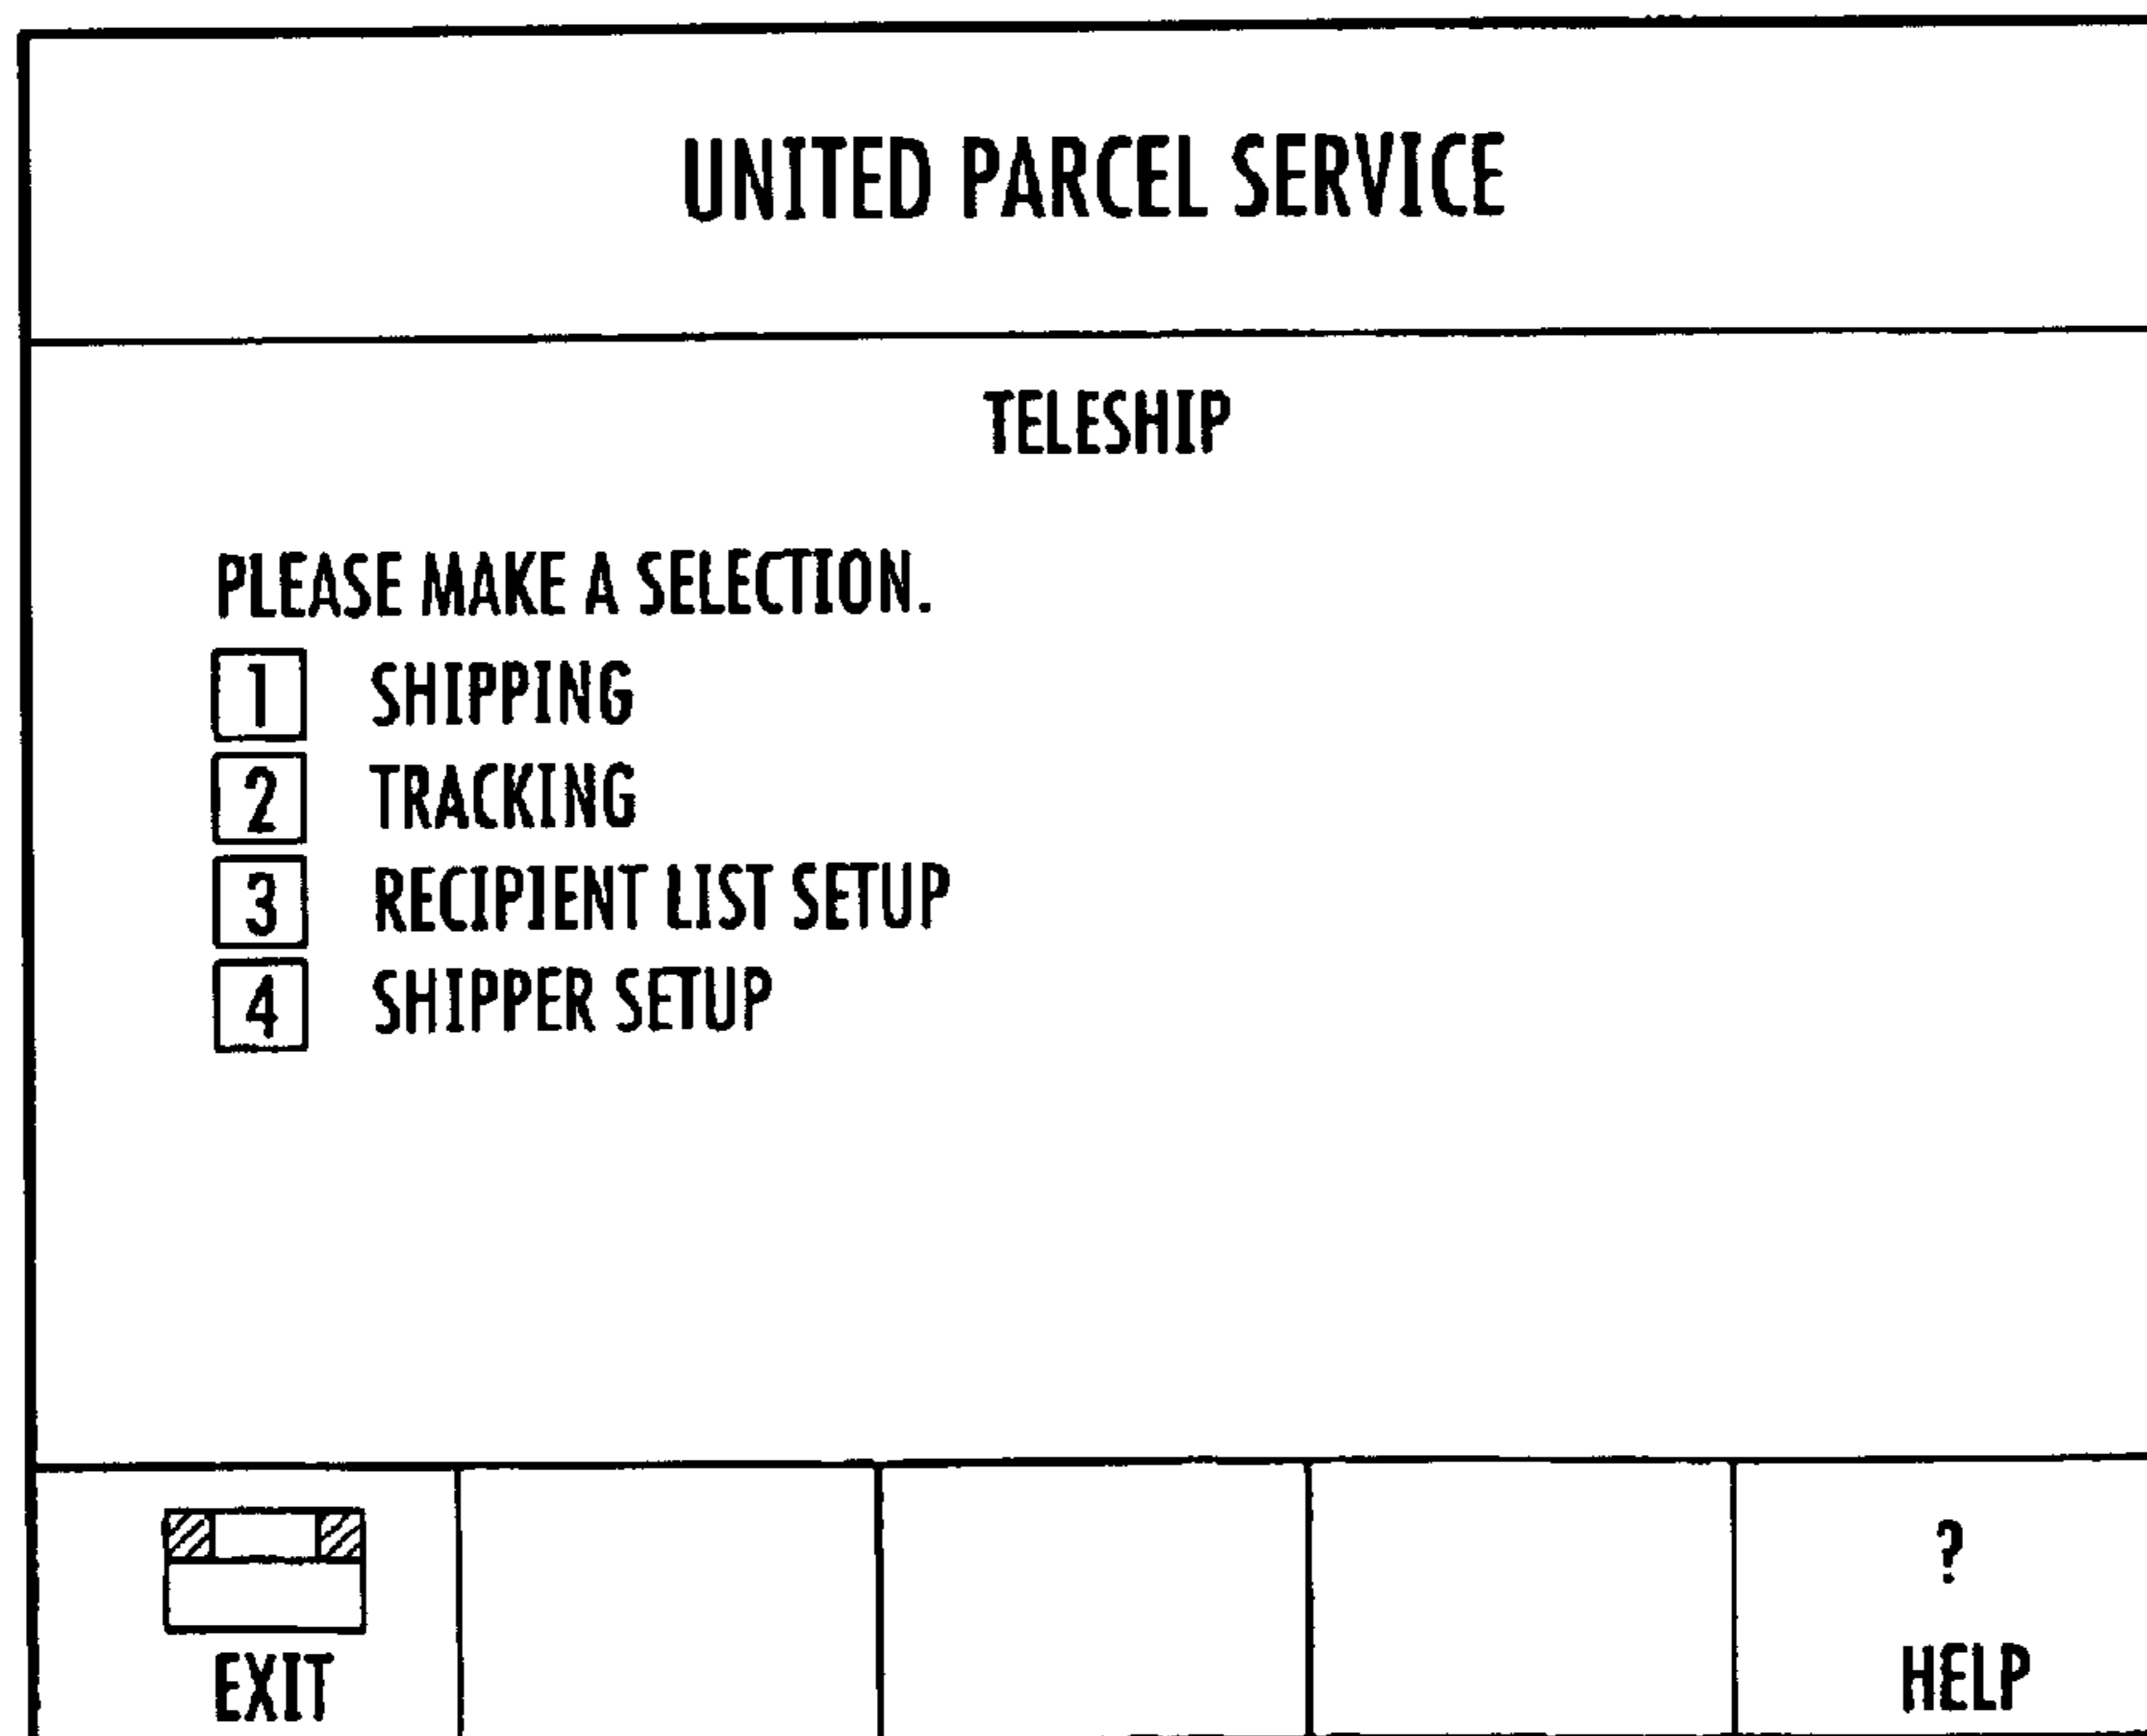 UNITED PARCEL SERVICE
TELESHIP
PLEASE MAKE A SELECTION.
1 SHIPPING
2 TRACKING
3 RECIPIENT LIST SETUP
4 SHIPPER SETUP
?
EXIT HELP